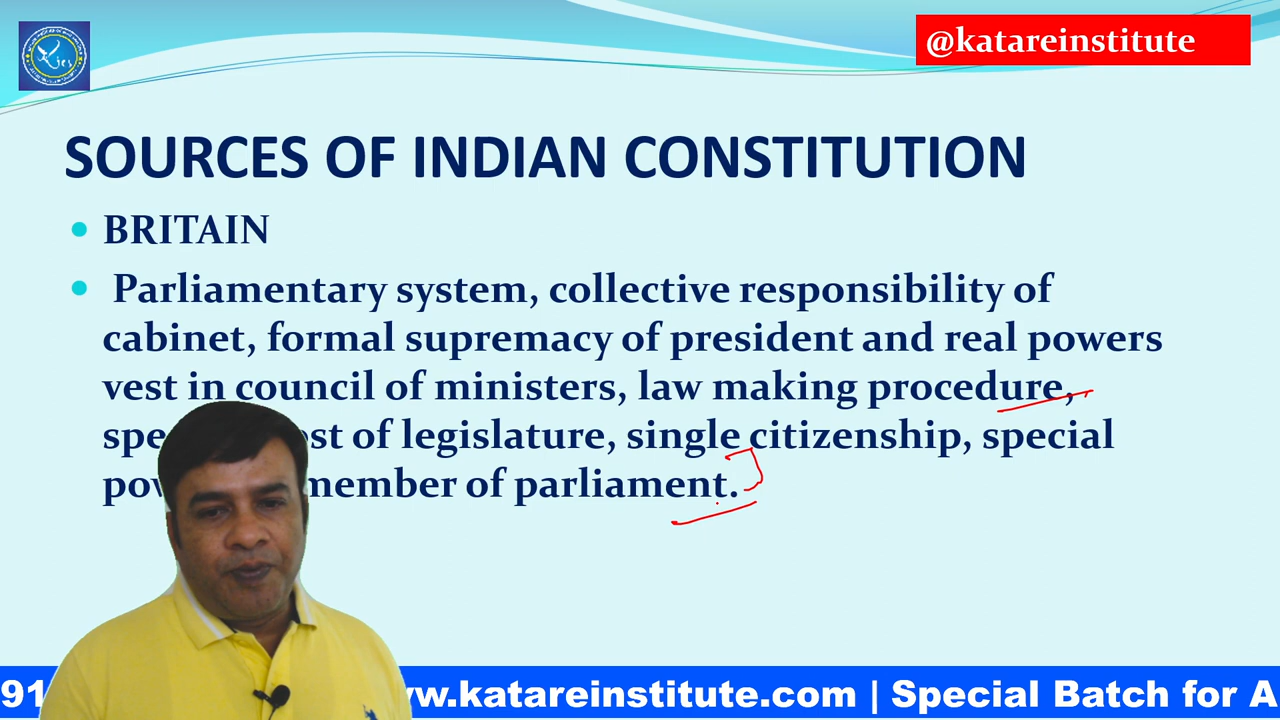 @katareinstitute
SOURCES OF INDIAN CONSTITUTION
BRITAIN
Parliamentary system, collective responsibility of
cabinet, formal supremacy of president and real powers
vest in council of ministers, law making procedure,
of legislature, single citizenship, special
member of parliament.
91
www.katareinstitute.com | Special Batch for A